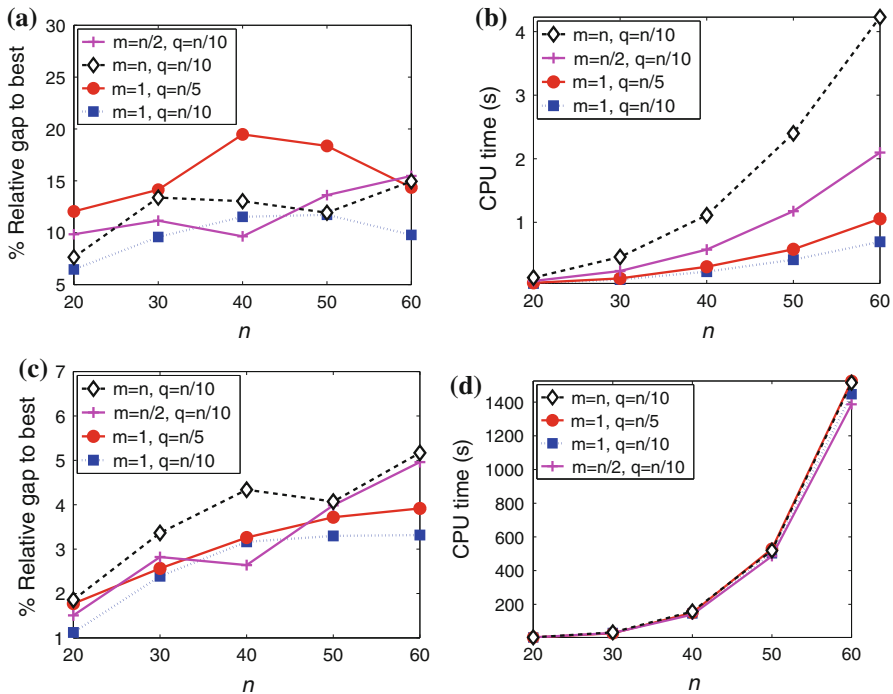 (a)
% Relative gap to best
30
25
20
15
10
5
m=n/2, q=n/10
m=n, q=n/10
m=1, q=n/5
m=1, q=n/10
20 30 40 50 60
n
(b)
CPU time (s)
4
3
2
1
m=n, q=n/10
m=n/2, q=n/10
m=1, q=n/5
m=1, q=n/10
20 30 40 50 60
n
(c)
% Relative gap to best
7
6
5
4
3
2
1
m=n, q=n/10
m=n/2, q=n/10
m=1, q=n/5
m=1, q=n/10
20 30 40 50 60
n
(d)
CPU time (s)
1400
1200
1000
800
600
400
200
m=n, q=n/10
m=1, q=n/5
m=1, q=n/10
m=n/2, q=n/10
20 30 40 50 60
n